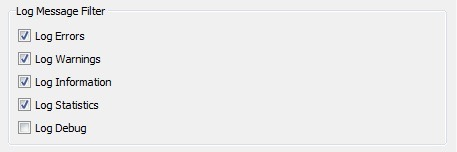 Log Message Filter
Log Errors
Log Warnings
Log Information
Log Statistics
Log Debug